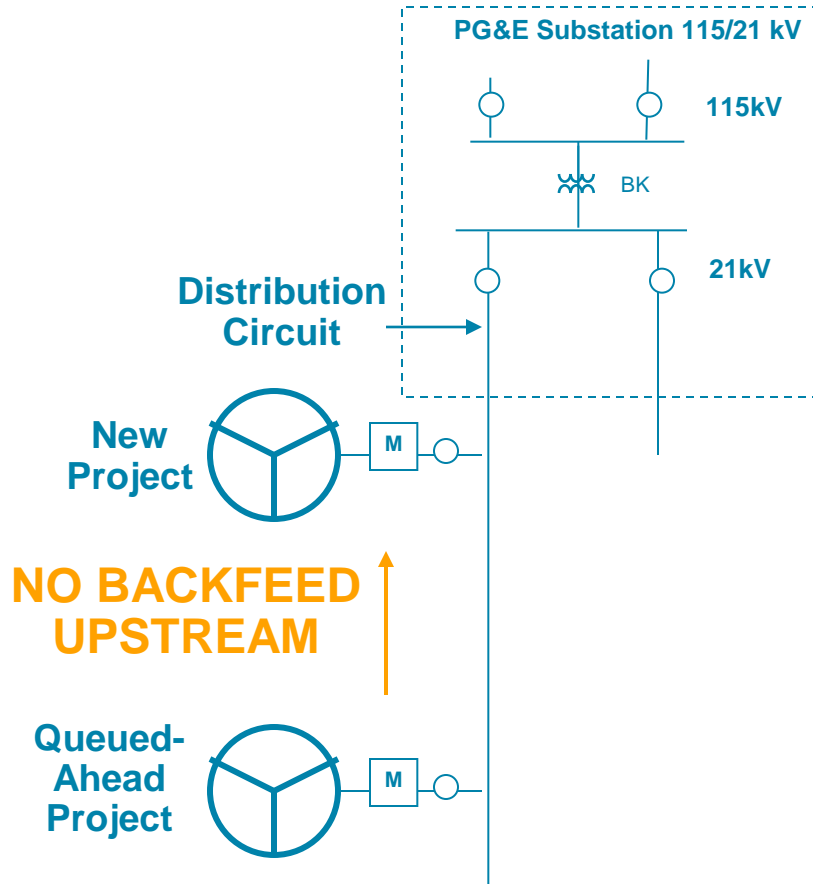 PG&E Substation 115/21 kV
115kV
BK
21kV
Distribution
Circuit
New
Project
M
NO BACKFEED
UPSTREAM
Queued-
Ahead
Project
M